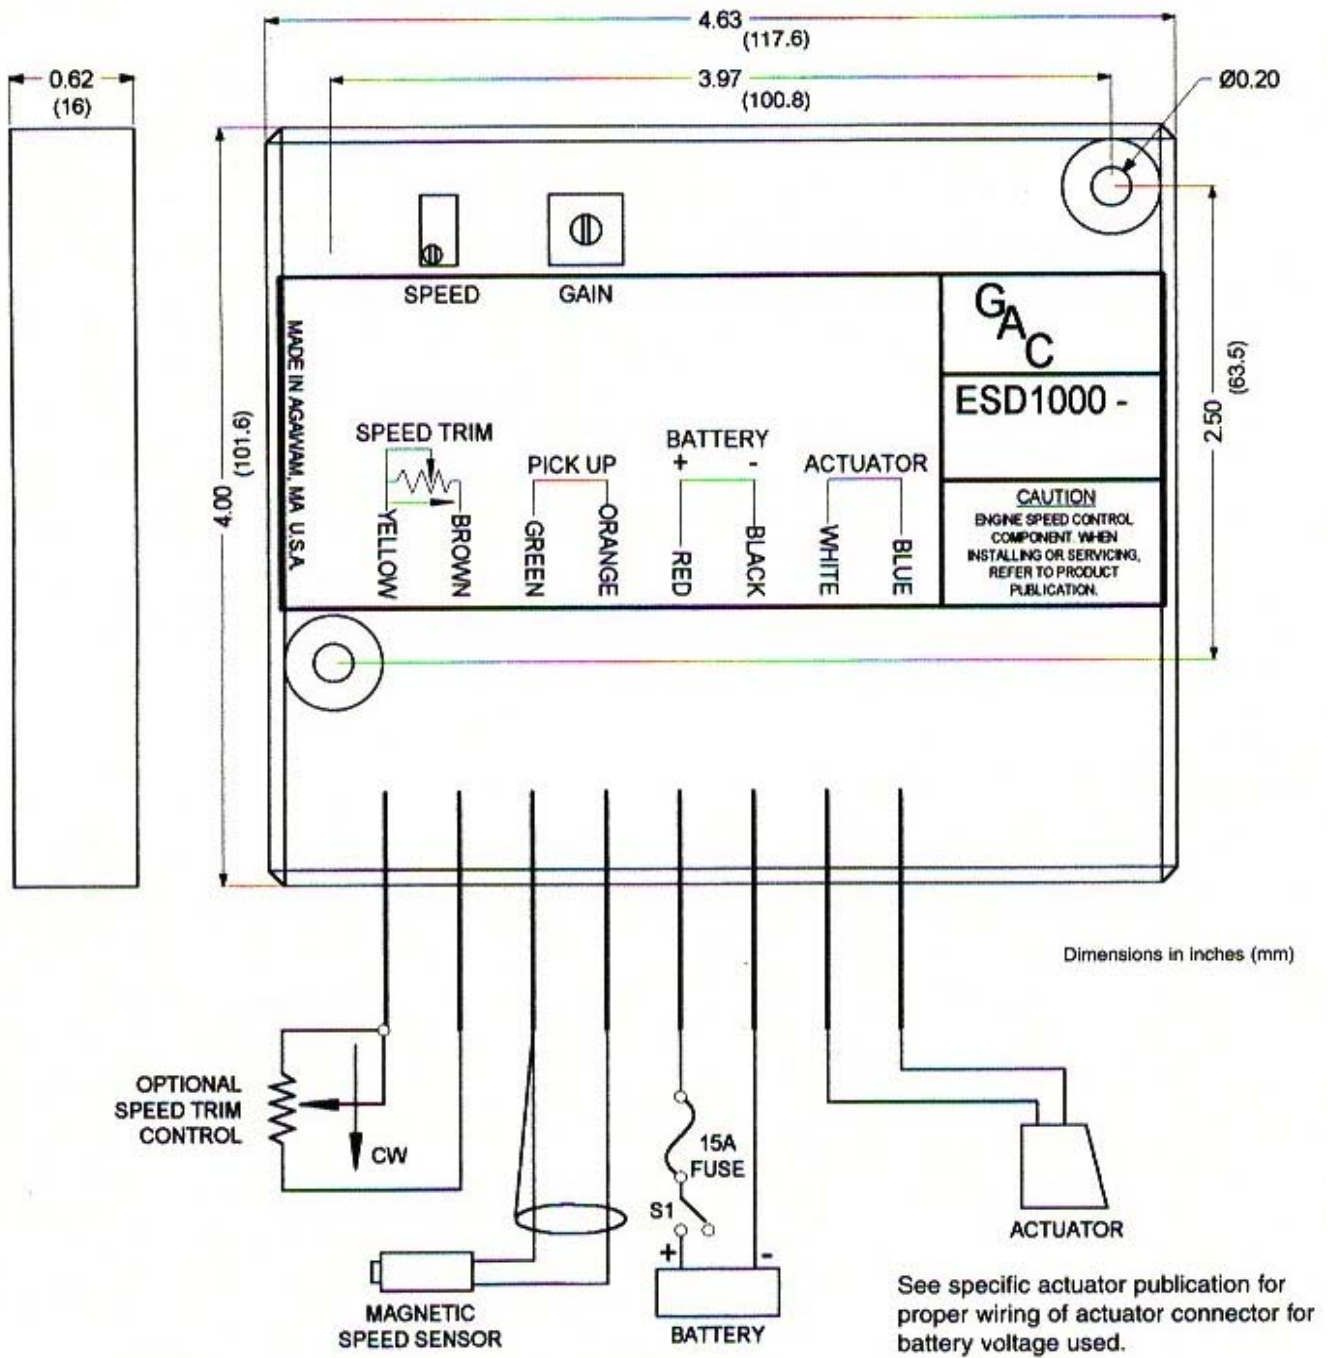 4.63
(117.6)
0.62
(16)
3.97
(100.8)
Ø0.20
SPEED
GAIN
GAC
ESD1000 -
MADE IN AGAWAM, MA U.S.A.
4.00
(101.6)
2.50
(63.5)
SPEED TRIM
PICK UP
BATTERY
+ -
ACTUATOR
YELLOW
BROWN
GREEN
ORANGE
RED
BLACK
WHITE
BLUE
CAUTION
ENGINE SPEED CONTROL
COMPONENT. WHEN
INSTALLING OR SERVICING,
REFER TO PRODUCT
PUBLICATION.
Dimensions in inches (mm)
OPTIONAL
SPEED TRIM
CONTROL
CW
15A
FUSE
S1
+ -
MAGNETIC
SPEED SENSOR
BATTERY
ACTUATOR
See specific actuator publication for
proper wiring of actuator connector for
battery voltage used.